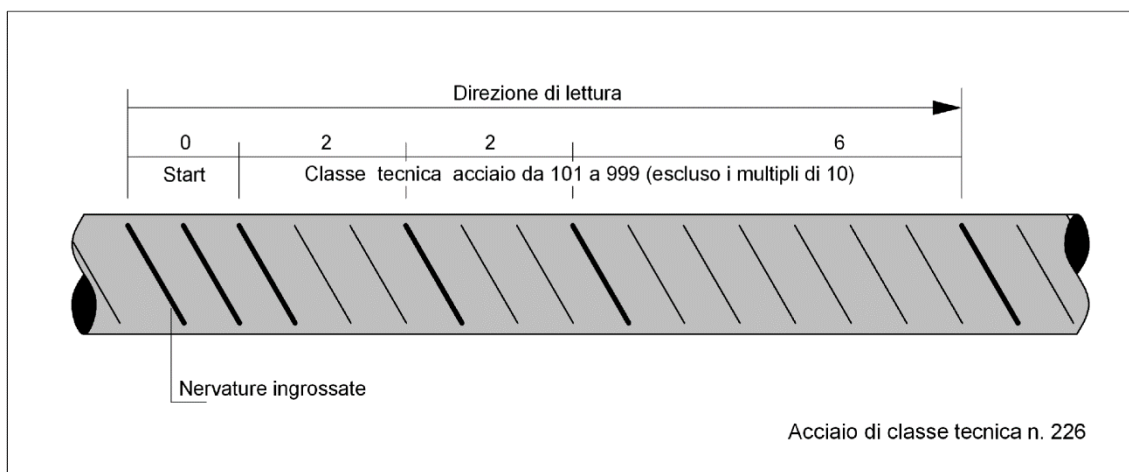 Direzione di lettura
0 2 2 6
Start Classe tecnica acciaio da 101 a 999 (escluso i multipli di 10)
Nervature ingrossate
Acciaio di classe tecnica n. 226